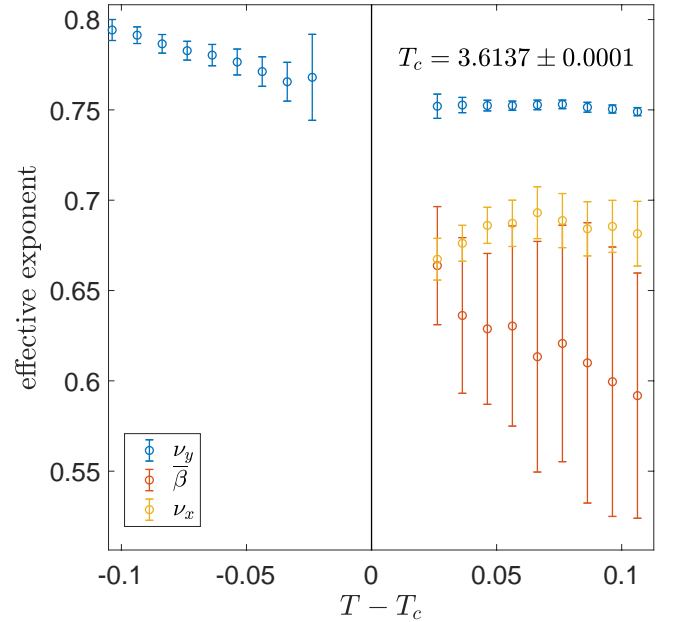 0.8
0.75
0.7
0.65
0.6
0.55
effective exponent
T_c = 3.6137 ± 0.0001
ν_y
β̅
ν_x
-0.1
-0.05
0
0.05
0.1
T − T_c